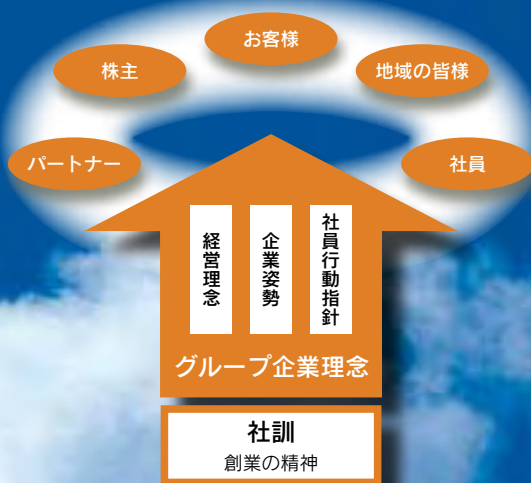 お客様
株主
地域の皆様
パートナー
社員
経営理念
企業姿勢
社員行動指針
グループ企業理念
社訓
創業の精神